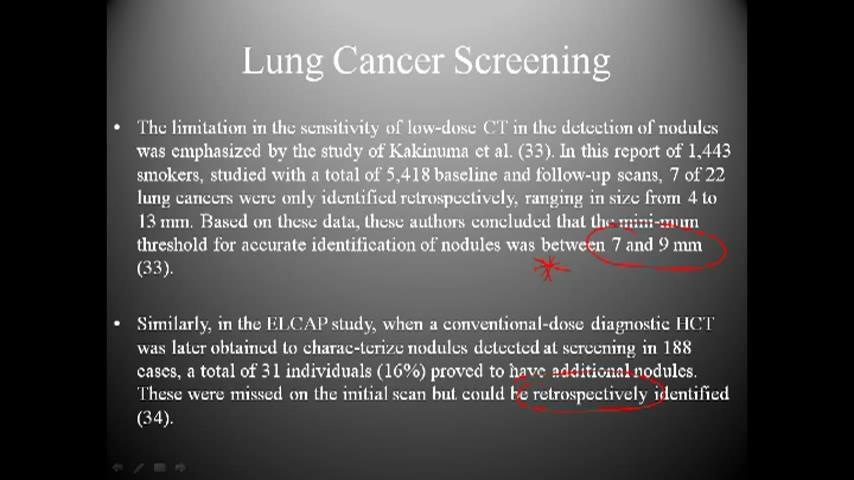 Lung Cancer Screening
• The limitation in the sensitivity of low-dose CT in the detection of nodules
was emphasized by the study of Kakinuma et al. (33). In this report of 1,443
smokers, studied with a total of 5,418 baseline and follow-up scans, 7 of 22
lung cancers were only identified retrospectively, ranging in size from 4 to
13 mm. Based on these data, these authors concluded that the mini-mum
threshold for accurate identification of nodules was between 7 and 9 mm
(33).
• Similarly, in the ELCAP study, when a conventional-dose diagnostic HCT
was later obtained to charac-terize nodules detected at screening in 188
cases, a total of 31 individuals (16%) proved to have additional nodules.
These were missed on the initial scan but could be retrospectively identified
(34).